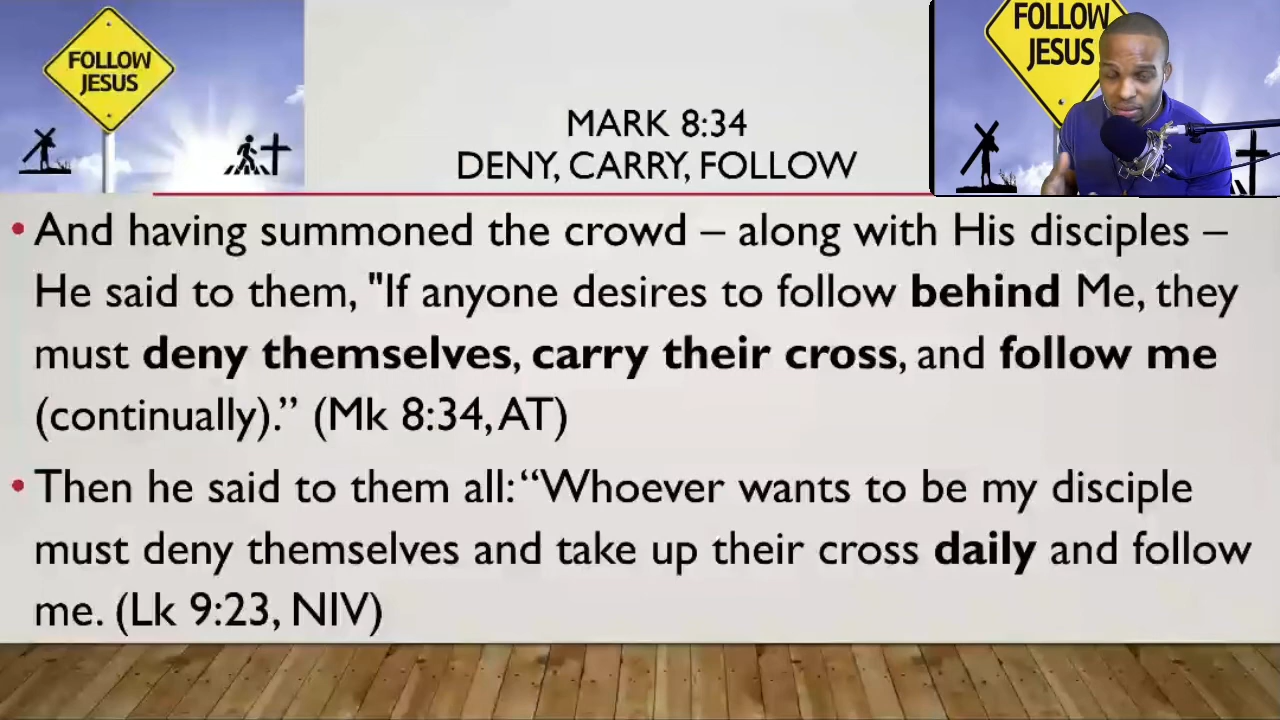 FOLLOW
JESUS
FOLLOW
JESUS
MARK 8:34
DENY, CARRY, FOLLOW
• And having summoned the crowd – along with His disciples –
He said to them, "If anyone desires to follow behind Me, they
must deny themselves, carry their cross, and follow me
(continually).” (Mk 8:34, AT)
• Then he said to them all: “Whoever wants to be my disciple
must deny themselves and take up their cross daily and follow
me. (Lk 9:23, NIV)